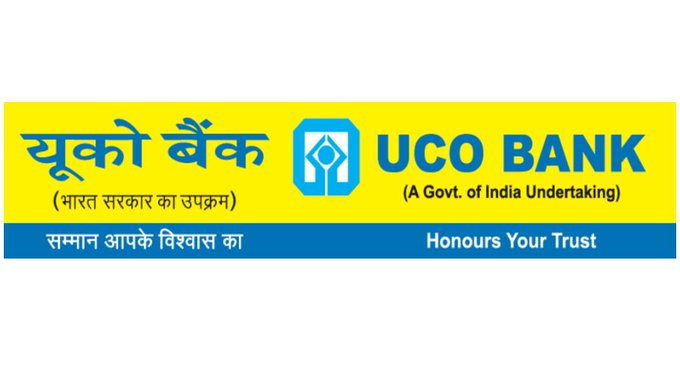 यूको बैंक
(भारत सरकार का उपक्रम)
सम्मान आपके विश्वास का
UCO BANK
(A Govt. of India Undertaking)
Honours Your Trust